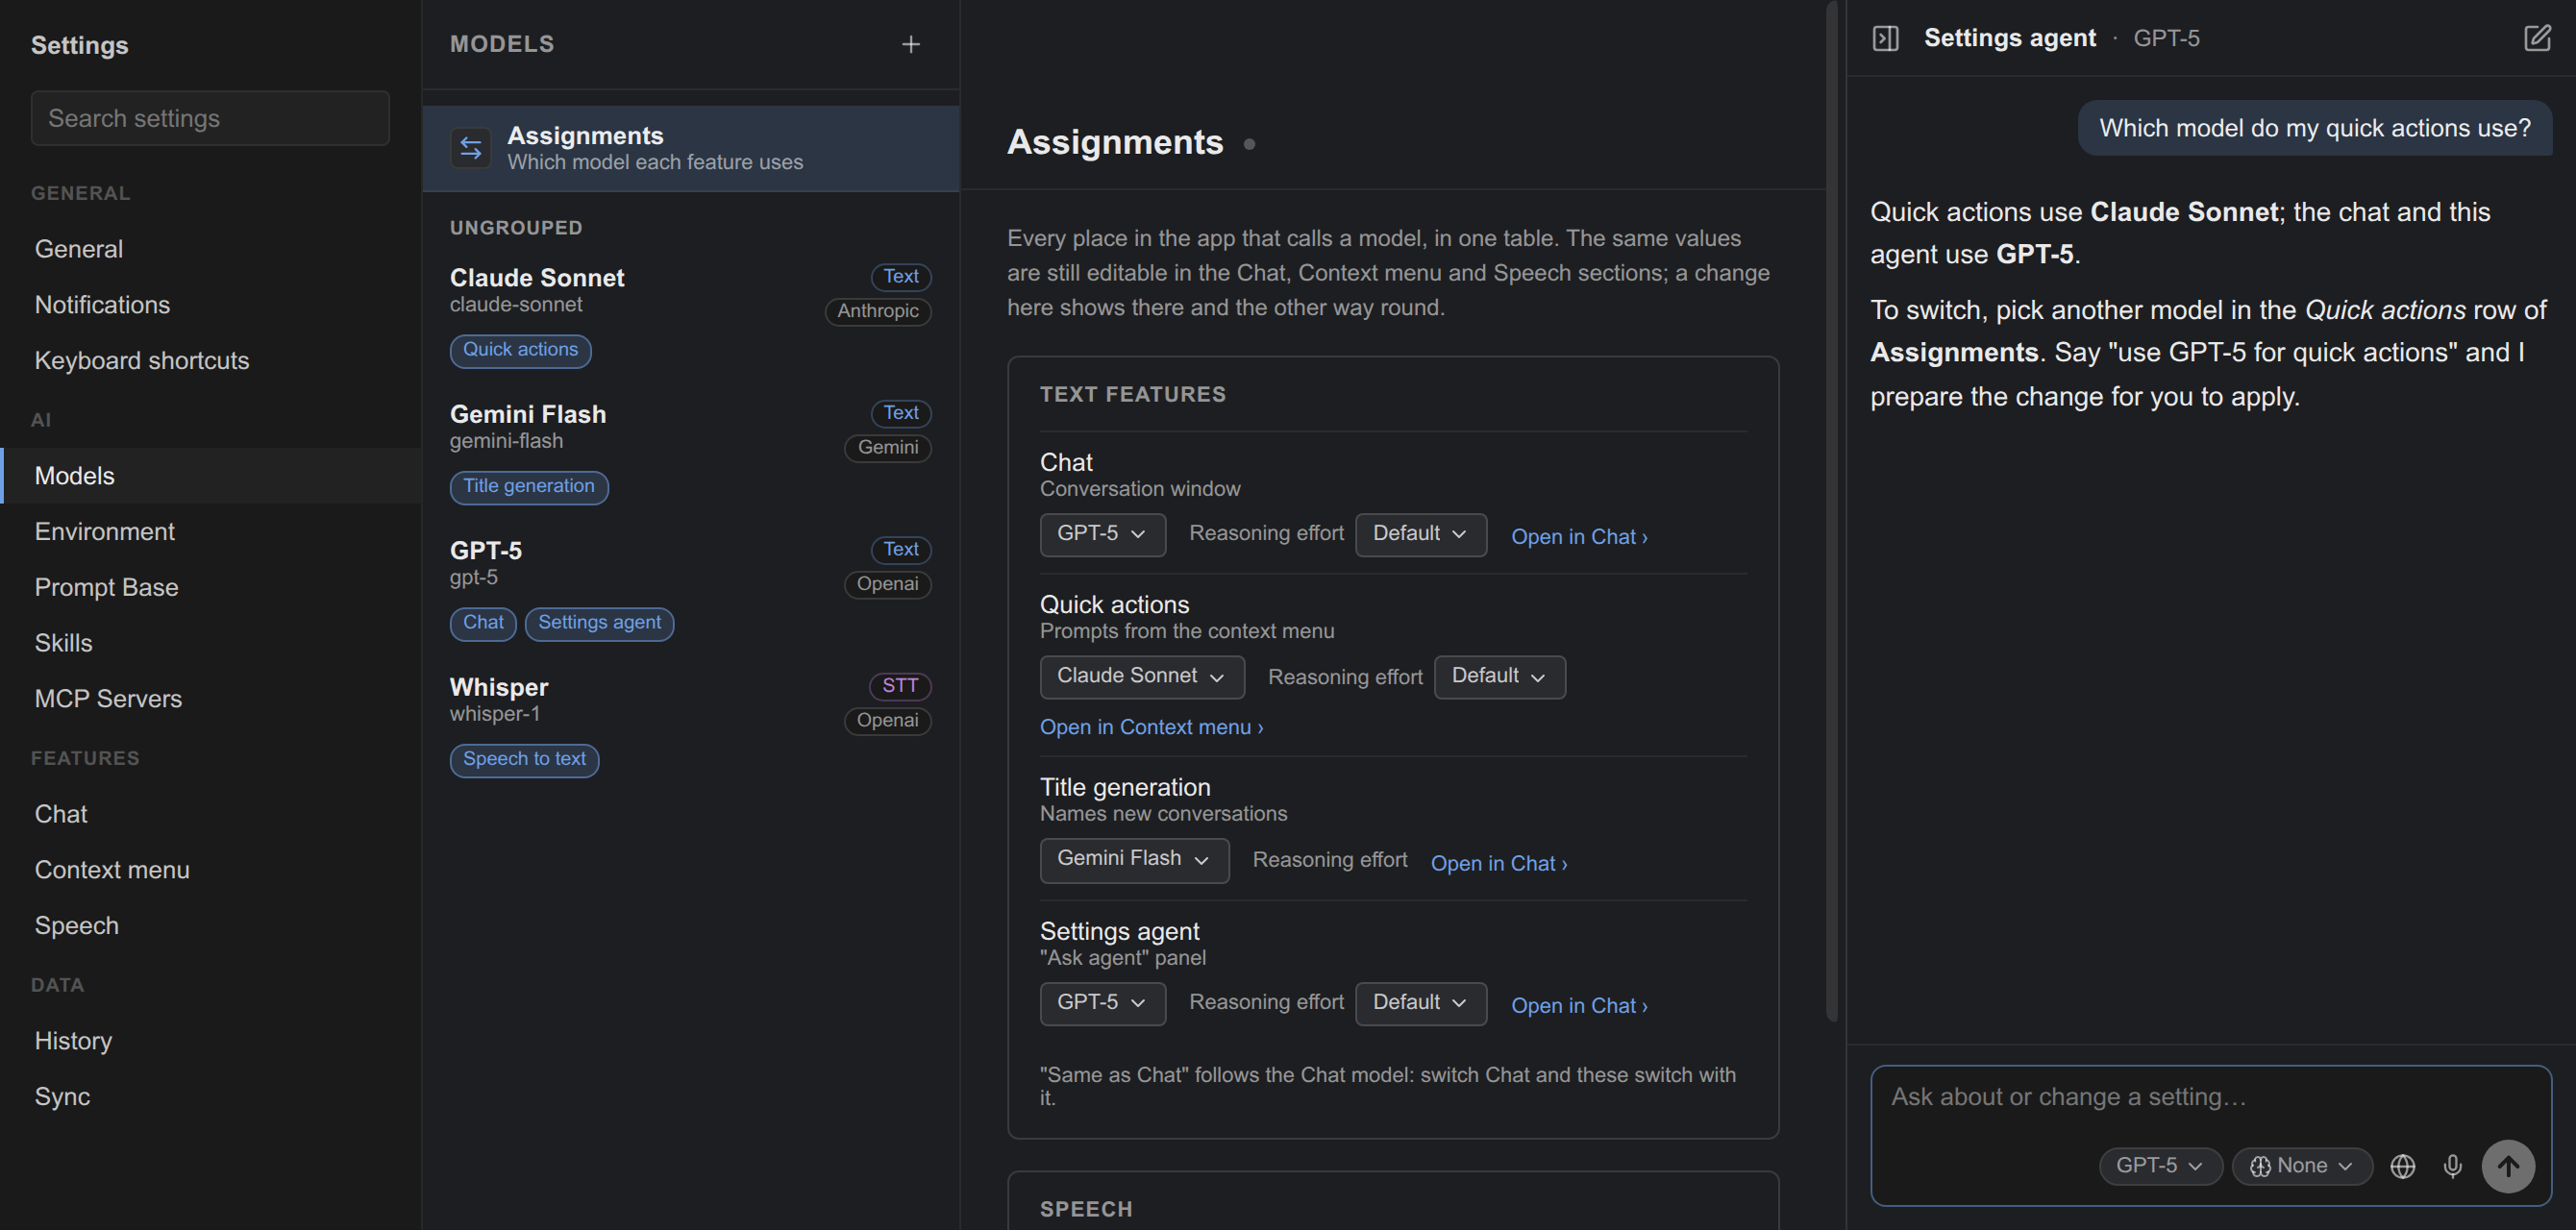 Settings
Search settings
GENERAL
General
Notifications
Keyboard shortcuts
AI
Models
Environment
Prompt Base
Skills
MCP Servers
FEATURES
Chat
Context menu
Speech
DATA
History
Sync
MODELS
Assignments
Which model each feature uses
UNGROUPED
Claude Sonnet
Text
claude-sonnet
Anthropic
Quick actions
Gemini Flash
Text
gemini-flash
Gemini
Title generation
GPT-5
Text
gpt-5
Openai
Chat Settings agent
Whisper
STT
whisper-1
Openai
Speech to text
Assignments
Every place in the app that calls a model, in one table. The same values
are still editable in the Chat, Context menu and Speech sections; a change
here shows there and the other way round.
TEXT FEATURES
Chat
Conversation window
GPT-5 Reasoning effort Default Open in Chat ›
Quick actions
Prompts from the context menu
Claude Sonnet Reasoning effort Default
Open in Context menu ›
Title generation
Names new conversations
Gemini Flash Reasoning effort Open in Chat ›
Settings agent
"Ask agent" panel
GPT-5 Reasoning effort Default Open in Chat ›
"Same as Chat" follows the Chat model: switch Chat and these switch with
it.
SPEECH
Settings agent · GPT-5
Which model do my quick actions use?
Quick actions use Claude Sonnet; the chat and this
agent use GPT-5.
To switch, pick another model in the Quick actions row of
Assignments. Say "use GPT-5 for quick actions" and I
prepare the change for you to apply.
Ask about or change a setting…
GPT-5 None